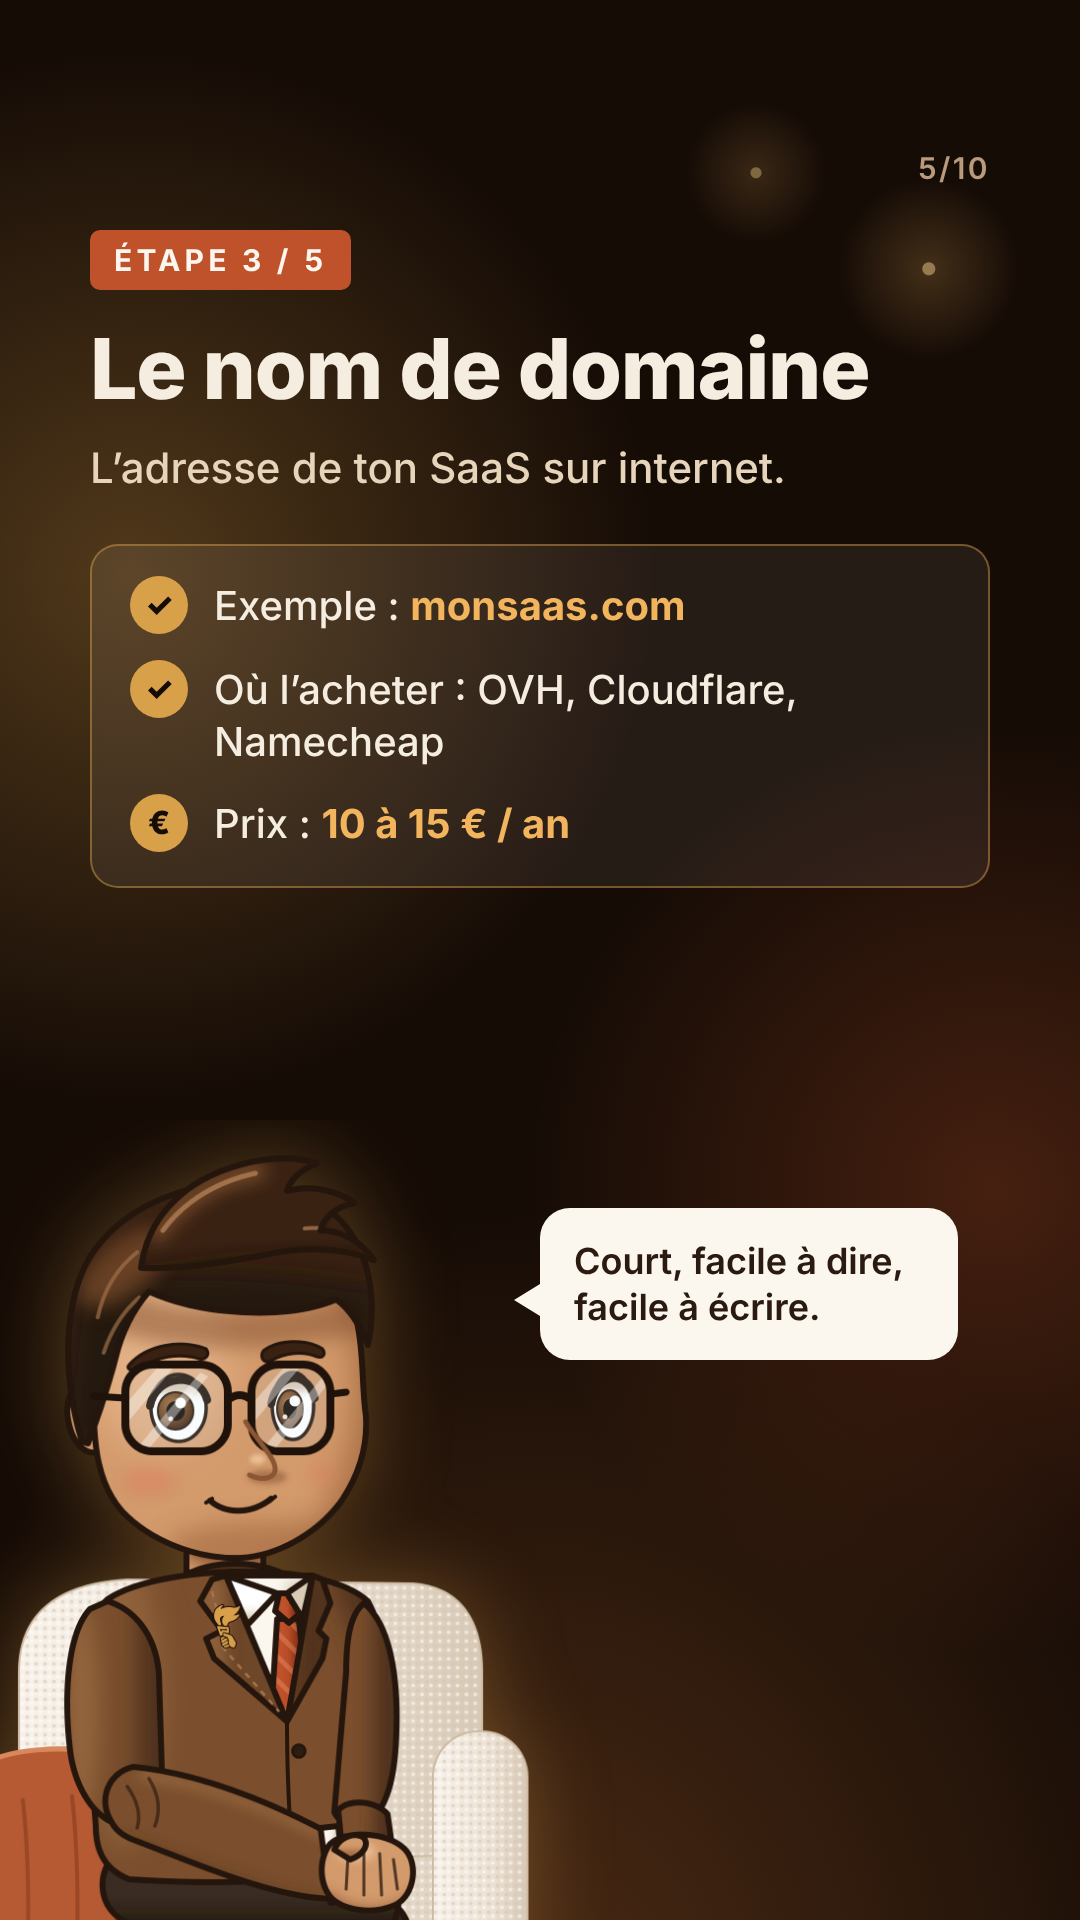 5/10
ÉTAPE 3 / 5
Le nom de domaine
L’adresse de ton SaaS sur internet.
Exemple : monsaas.com
Où l’acheter : OVH, Cloudflare,
Namecheap
€ Prix : 10 à 15 € / an
Court, facile à dire,
facile à écrire.